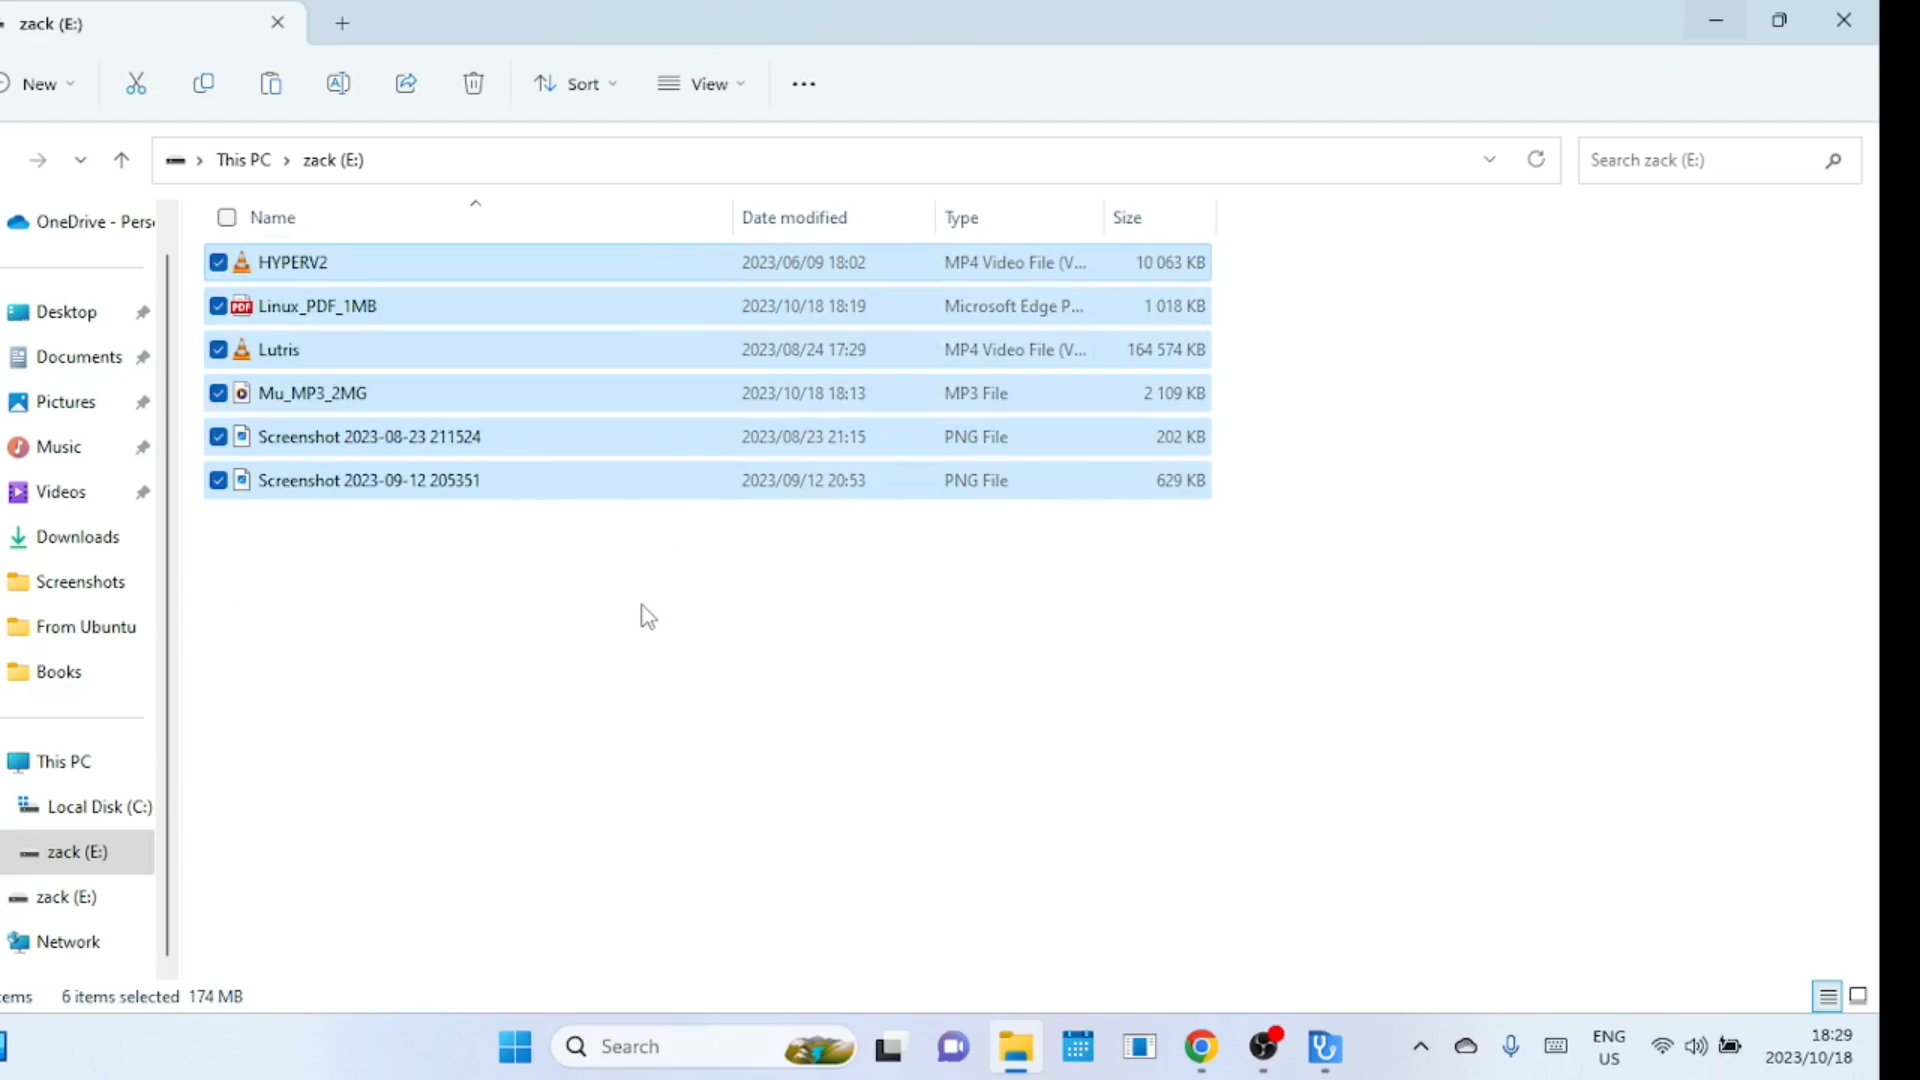 zack (E:)
New
Sort
View
This PC > zack (E:)
Search zack (E:)
Name Date modified Type Size
HYPERV2 2023/06/09 18:02 MP4 Video File (V... 10 063 KB
Linux_PDF_1MB 2023/10/18 18:19 Microsoft Edge P... 1 018 KB
Lutris 2023/08/24 17:29 MP4 Video File (V... 164 574 KB
Mu_MP3_2MG 2023/10/18 18:13 MP3 File 2 109 KB
Screenshot 2023-08-23 211524 2023/08/23 21:15 PNG File 202 KB
Screenshot 2023-09-12 205351 2023/09/12 20:53 PNG File 629 KB
OneDrive - Pers
Desktop
Documents
Pictures
Music
Videos
Downloads
Screenshots
From Ubuntu
Books
This PC
Local Disk (C:)
zack (E:)
zack (E:)
Network
ems 6 items selected 174 MB
Search
ENG
US
18:29
2023/10/18